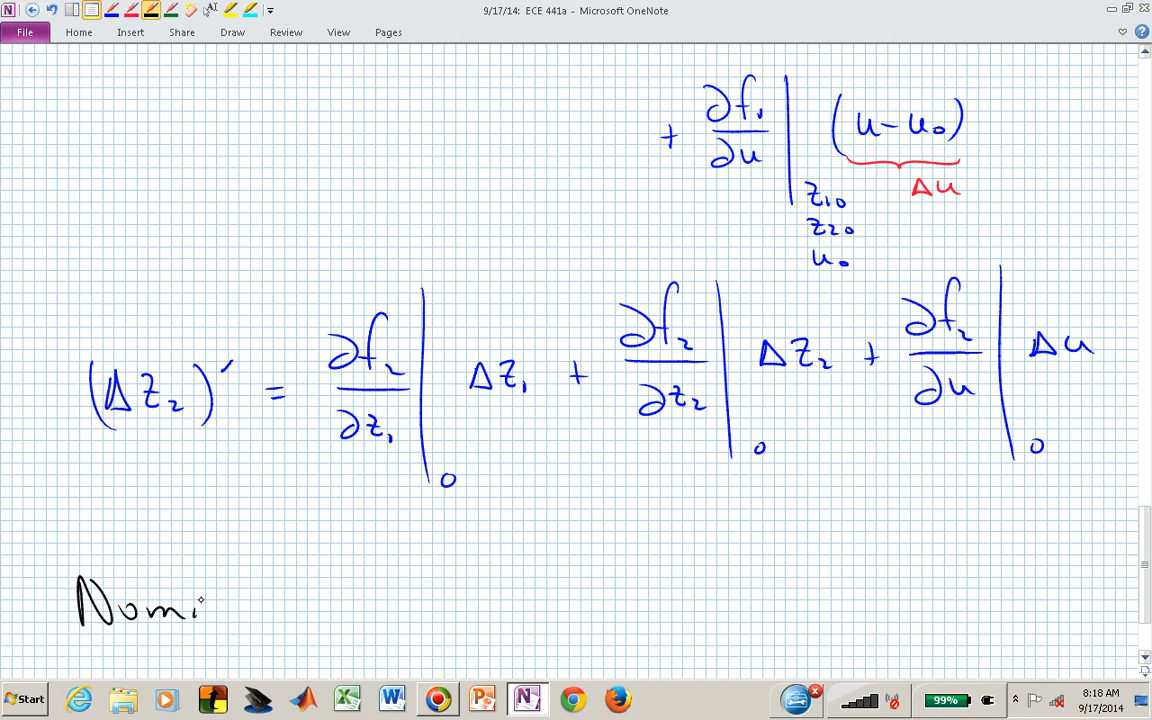 9/17/14: ECE 441a - Microsoft OneNote
File Home Insert Share Draw Review View Pages
+ ∂f₁/∂u | z₁₀ z₂₀ u₀ (u - u₀)
Δu
(Δz₂)' = ∂f₂/∂z₁ |₀ Δz₁ + ∂f₂/∂z₂ |₀ Δz₂ + ∂f₂/∂u |₀ Δu
Nomi
Start
99%
8:18 AM
9/17/2014